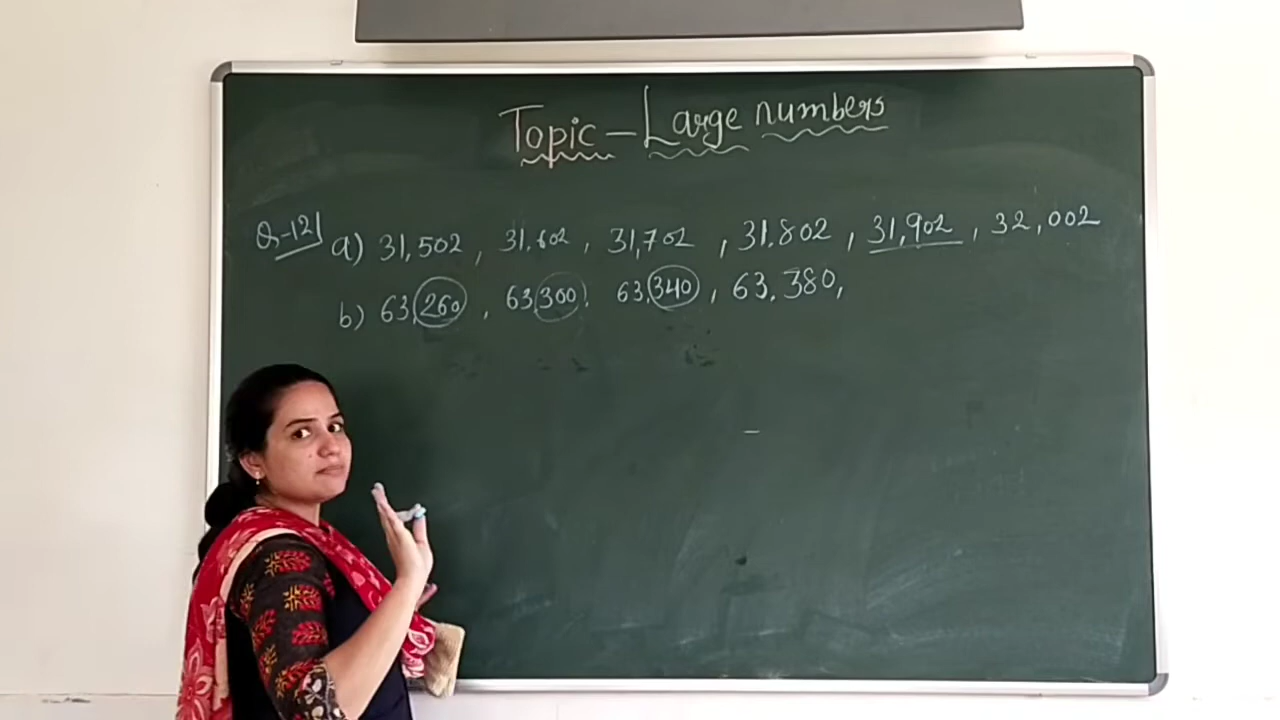 Topic - Large numbers
Q-121 a) 31,502 , 31,602 , 31,702 , 31,802 , 31,902 , 32,002
b) 63,260 , 63,300, 63,340 , 63,380,